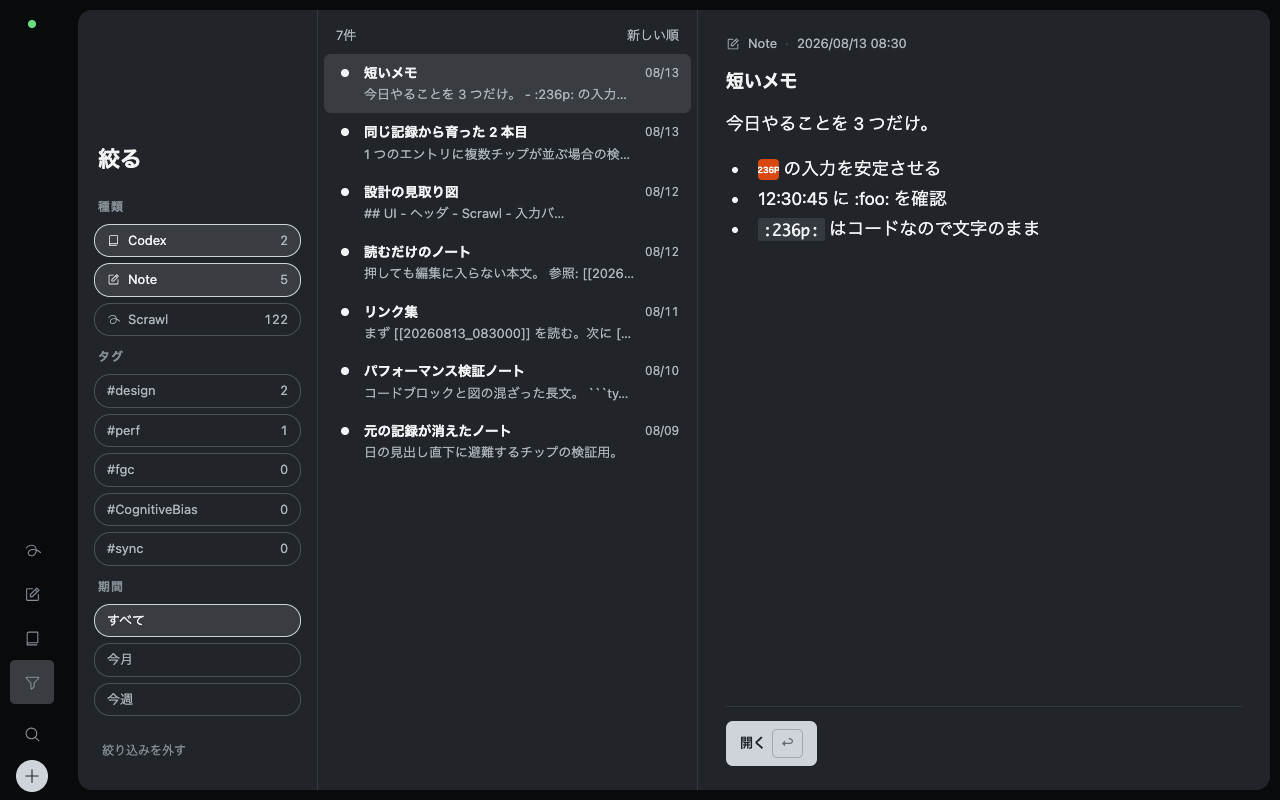 絞る
種類
Codex 2
Note 5
Scrawl 122
タグ
#design 2
#perf 1
#fgc 0
#CognitiveBias 0
#sync 0
期間
すべて
今月
今週
絞り込みを外す
7件 新しい順
短いメモ 08/13
今日やることを 3 つだけ。 - :236p: の入力...
同じ記録から育った 2 本目 08/13
1 つのエントリに複数チップが並ぶ場合の検...
設計の見取り図 08/12
## UI - ヘッダ - Scrawl - 入力バ...
読むだけのノート 08/12
押しても編集に入らない本文。 参照: [[2026...
リンク集 08/11
まず [[20260813_083000]] を読む。次に [...
パフォーマンス検証ノート 08/10
コードブロックと図の混ざった長文。 ```ty...
元の記録が消えたノート 08/09
日の見出し直下に避難するチップの検証用。
Note · 2026/08/13 08:30
短いメモ
今日やることを 3 つだけ。
• 236P の入力を安定させる
• 12:30:45 に :foo: を確認
• :236p: はコードなので文字のまま
開く ↩